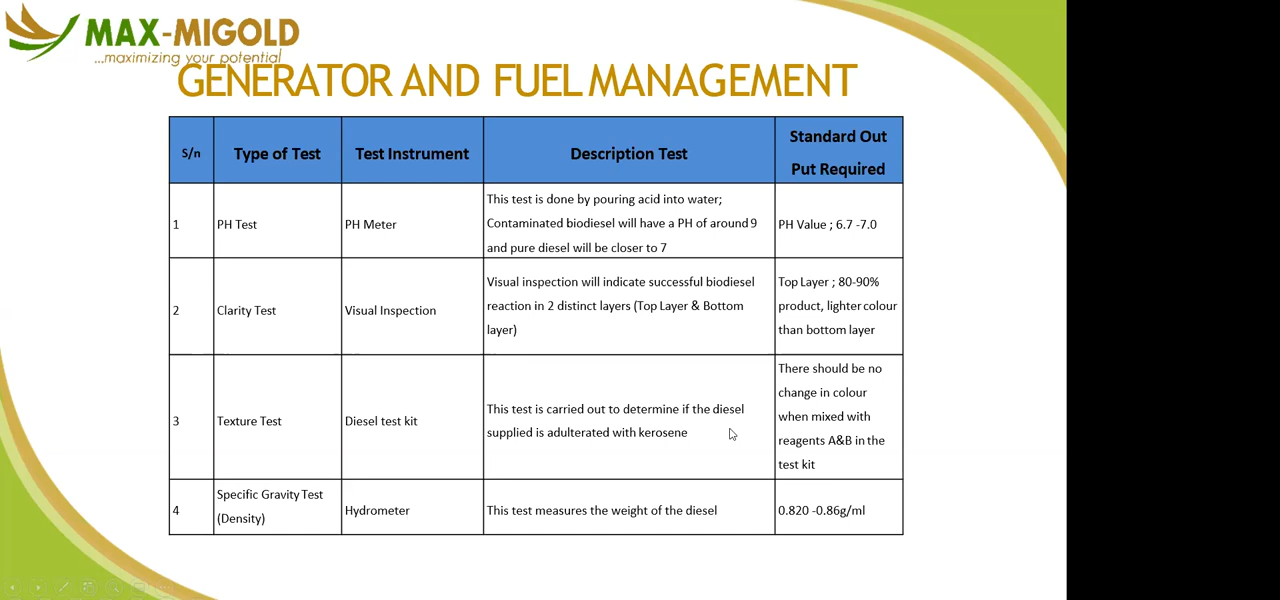 MAX-MIGOLD
...maximizing your potential
GENERATOR AND FUEL MANAGEMENT
S/n
Type of Test
Test Instrument
Description Test
Standard Out
Put Required
1
PH Test
PH Meter
This test is done by pouring acid into water;
Contaminated biodiesel will have a PH of around 9
and pure diesel will be closer to 7
PH Value ; 6.7 -7.0
2
Clarity Test
Visual Inspection
Visual inspection will indicate successful biodiesel
reaction in 2 distinct layers (Top Layer & Bottom
layer)
Top Layer ; 80-90%
product, lighter colour
than bottom layer
3
Texture Test
Diesel test kit
This test is carried out to determine if the diesel
supplied is adulterated with kerosene
There should be no
change in colour
when mixed with
reagents A&B in the
test kit
4
Specific Gravity Test
(Density)
Hydrometer
This test measures the weight of the diesel
0.820 -0.86g/ml